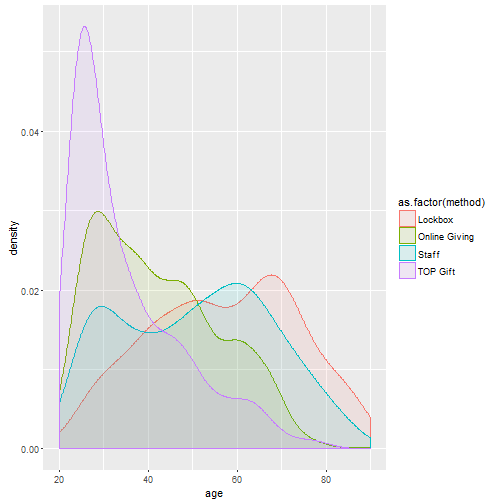 0.04
0.02
0.00
density
20 40 60 80
age
as.factor(method)
Lockbox
Online Giving
Staff
TOP Gift